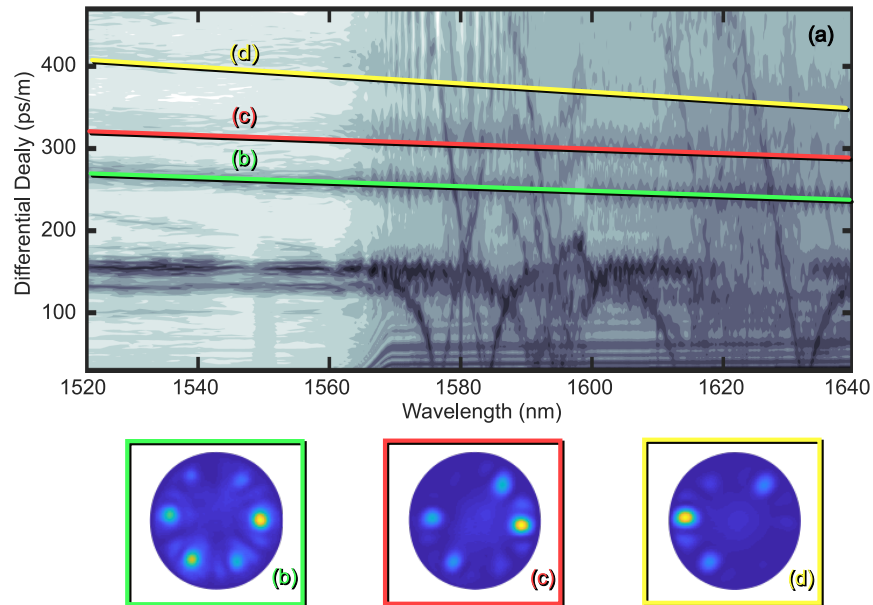 (a)
(d)
(c)
(b)
Differential Dealy (ps/m)
400
300
200
100
1520
1540
1560
1580
1600
1620
1640
Wavelength (nm)
(b)
(c)
(d)